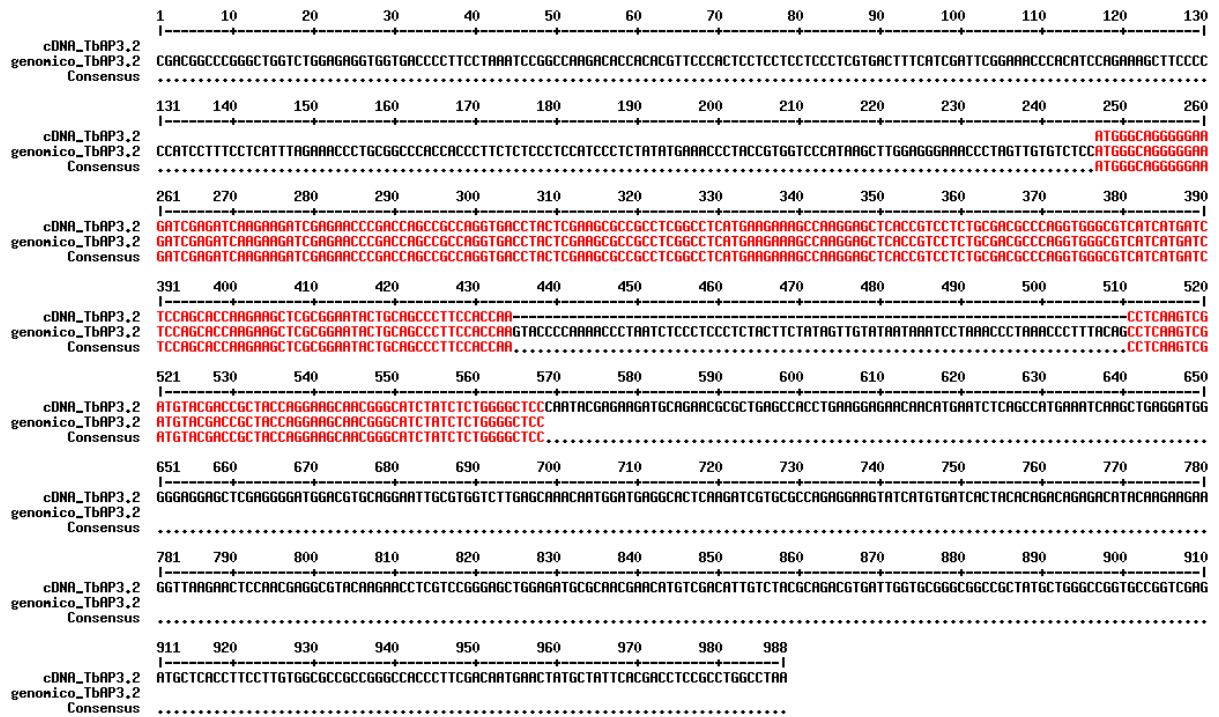 1 10 20 30 40 50 60 70 80 90 100 110 120 130
|--------+---------+---------+---------+---------+---------+---------+---------+---------+---------+---------+---------+---------|
cDNA_TbAP3.2
genomico_TbAP3.2 CGACGGCCCGGGCTGGTCTGGAGAGGTGGTGACCCCTTCCTAAATCCGGCCAAGACACCACACGTTCCCACTCCTCCTCCTCCCTCGTGACTTTCATCGATTCGGAAACCCACATCCAGAAAGCTTCCCC
Consensus ..................................................................................................................................
131 140 150 160 170 180 190 200 210 220 230 240 250 260
|--------+---------+---------+---------+---------+---------+---------+---------+---------+---------+---------+---------+---------|
cDNA_TbAP3.2 ATGGGCAGGGGGAA
genomico_TbAP3.2 CCATCCTTTCCTCATTTAGAAACCCTGCGGCCCACCACCCTTCTCTCCCTCCATCCCTCTATATGAAACCCTACCGTGGTCCCATAAGCTTGGAGGGAAACCCTAGTTGTGTCTCCATGGGCAGGGGGAA
Consensus ....................................................................................................................ATGGGCAGGGGGAA
261 270 280 290 300 310 320 330 340 350 360 370 380 390
|--------+---------+---------+---------+---------+---------+---------+---------+---------+---------+---------+---------+---------|
cDNA_TbAP3.2 GATCGAGATCAAGAAGATCGAGAACCCGACCAGCCGCCAGGTGACCTACTCGAAGCGCCGCCTCGGCCTCATGAAGAAAGCCAAGGAGCTCACCGTCCTCTGCGACGCCCAGGTGGGCGTCATCATGATC
genomico_TbAP3.2 GATCGAGATCAAGAAGATCGAGAACCCGACCAGCCGCCAGGTGACCTACTCGAAGCGCCGCCTCGGCCTCATGAAGAAAGCCAAGGAGCTCACCGTCCTCTGCGACGCCCAGGTGGGCGTCATCATGATC
Consensus GATCGAGATCAAGAAGATCGAGAACCCGACCAGCCGCCAGGTGACCTACTCGAAGCGCCGCCTCGGCCTCATGAAGAAAGCCAAGGAGCTCACCGTCCTCTGCGACGCCCAGGTGGGCGTCATCATGATC
391 400 410 420 430 440 450 460 470 480 490 500 510 520
|--------+---------+---------+---------+---------+---------+---------+---------+---------+---------+---------+---------+---------|
cDNA_TbAP3.2 TCCAGCACCAAGAAGCTCGCGGAATACTGCAGCCCTTCCACCAA----------------------------------------------------------------------------CCTCAAGTCG
genomico_TbAP3.2 TCCAGCACCAAGAAGCTCGCGGAATACTGCAGCCCTTCCACCAAGTACCCCAAAACCCTAATCTCCCTCCCTCTACTTCTATAGTTGTATAATAAATCCTAAACCCTAAACCCTTTACAGCCTCAAGTCG
Consensus TCCAGCACCAAGAAGCTCGCGGAATACTGCAGCCCTTCCACCAA............................................................................CCTCAAGTCG
521 530 540 550 560 570 580 590 600 610 620 630 640 650
|--------+---------+---------+---------+---------+---------+---------+---------+---------+---------+---------+---------+---------|
cDNA_TbAP3.2 ATGTACGACCGCTACCAGGAAGCAACGGGCATCTATCTCTGGGGCTCCCAATACGAGAAGATGCAGAACGCGCTGAGCCACCTGAAGGAGAACAACATGAATCTCAGCCATGAAATCAAGCTGAGGATGG
genomico_TbAP3.2 ATGTACGACCGCTACCAGGAAGCAACGGGCATCTATCTCTGGGGCTCC
Consensus ATGTACGACCGCTACCAGGAAGCAACGGGCATCTATCTCTGGGGCTCC..................................................................................
651 660 670 680 690 700 710 720 730 740 750 760 770 780
|--------+---------+---------+---------+---------+---------+---------+---------+---------+---------+---------+---------+---------|
cDNA_TbAP3.2 GGGAGGAGCTCGAGGGGATGGACGTGCAGGAATTGCGTGGTCTTGAGCAAACAATGGATGAGGCACTCAAGATCGTGCGCCAGAGGAAGTATCATGTGATCACTACACAGACAGAGACATACAAGAAGAA
genomico_TbAP3.2
Consensus ..................................................................................................................................
781 790 800 810 820 830 840 850 860 870 880 890 900 910
|--------+---------+---------+---------+---------+---------+---------+---------+---------+---------+---------+---------+---------|
cDNA_TbAP3.2 GGTTAAGAACTCCAACGAGGCGTACAAGAACCTCGTCCGGGAGCTGGAGATGCGCAACGAACATGTCGACATTGTCTACGCAGACGTGATTGGTGCGGGCGGCCGCTATGCTGGGCCGGTGCCGGTCGAG
genomico_TbAP3.2
Consensus ..................................................................................................................................
911 920 930 940 950 960 970 980 988
|--------+---------+---------+---------+---------+---------+---------+-------|
cDNA_TbAP3.2 ATGCTCACCTTCCTTGTGGCGCCGCCGGGCCACCCTTCGACAATGAACTATGCTATTCACGACCTCCGCCTGGCCTAA
genomico_TbAP3.2
Consensus ..............................................................................